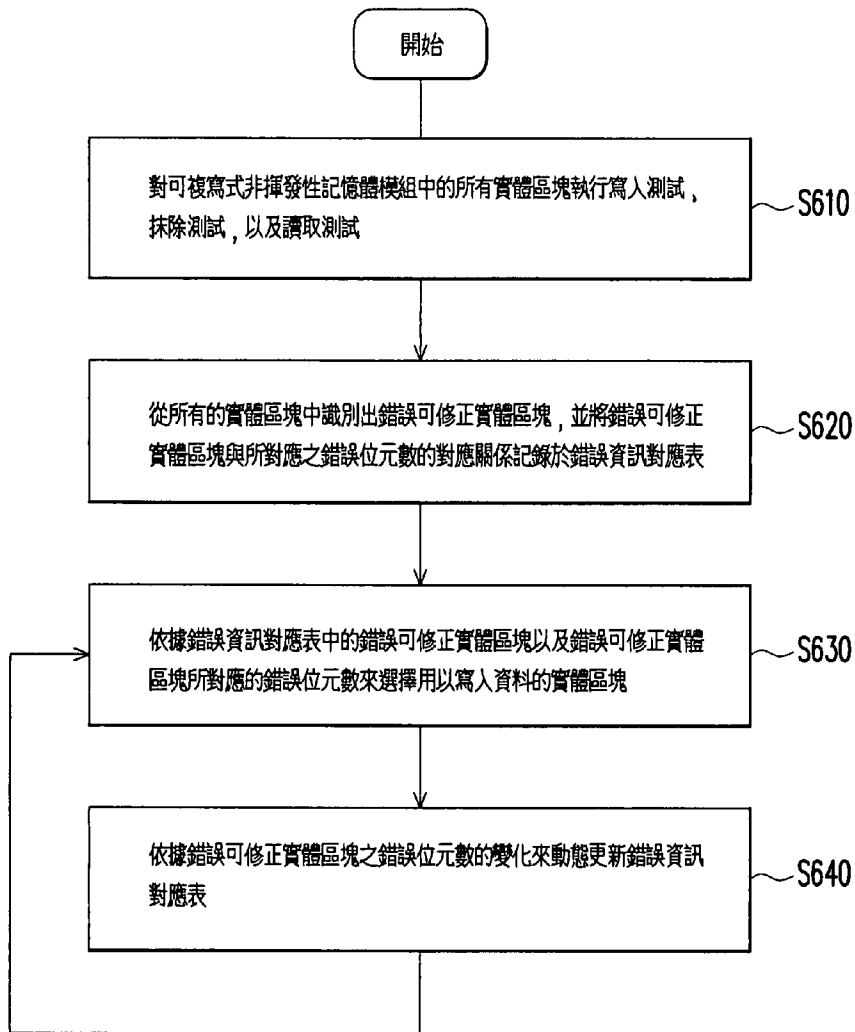 開始
對可複寫式非揮發性記憶體模組中的所有實體區塊執行寫入測試、
抹除測試，以及讀取測試
S610
從所有的實體區塊中識別出錯誤可修正實體區塊，並將錯誤可修正
實體區塊與所對應之錯誤位元數的對應關係記錄於錯誤資訊對應表
S620
依據錯誤資訊對應表中的錯誤可修正實體區塊以及錯誤可修正實體
區塊所對應的錯誤位元數來選擇用以寫入資料的實體區塊
S630
依據錯誤可修正實體區塊之錯誤位元數的變化來動態更新錯誤資訊
對應表
S640